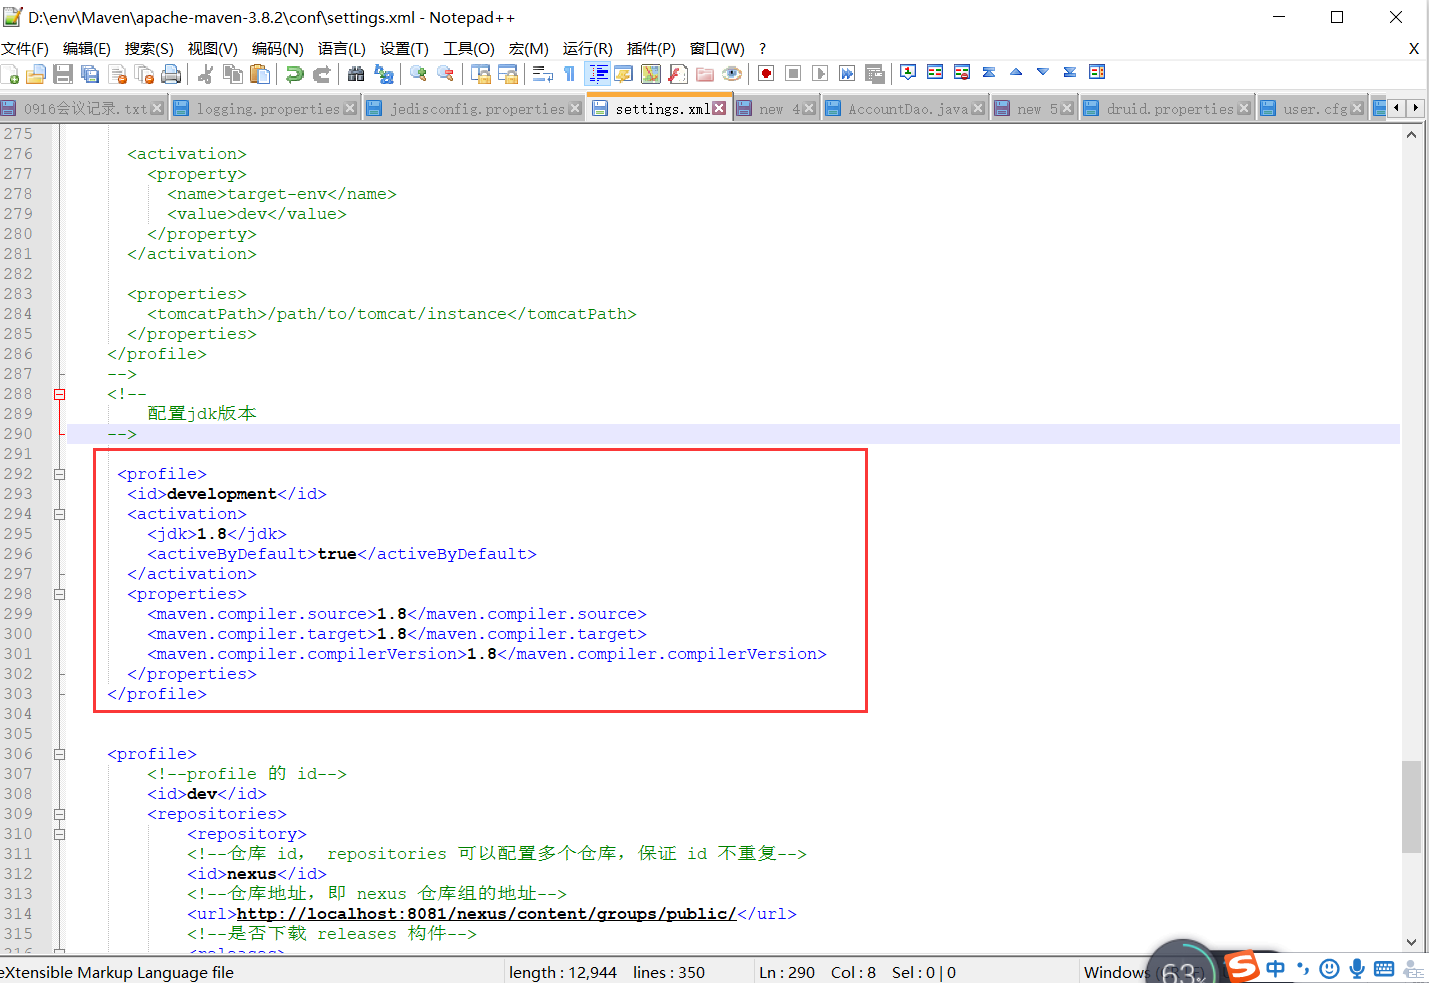 D:\env\Maven\apache-maven-3.8.2\conf\settings.xml - Notepad++
文件(F) 编辑(E) 搜索(S) 视图(V) 编码(N) 语言(L) 设置(T) 工具(O) 宏(M) 运行(R) 插件(P) 窗口(W) ? X
0916会议记录.txt logging.properties jedisconfig.properties settings.xml new 4 AccountDao.java new 5 druid.properties user.cfg
275
276 <activation>
277 <property>
278 <name>target-env</name>
279 <value>dev</value>
280 </property>
281 </activation>
282
283 <properties>
284 <tomcatPath>/path/to/tomcat/instance</tomcatPath>
285 </properties>
286 </profile>
287 -->
288 <!--
289 配置jdk版本
290 -->
291
292 <profile>
293 <id>development</id>
294 <activation>
295 <jdk>1.8</jdk>
296 <activeByDefault>true</activeByDefault>
297 </activation>
298 <properties>
299 <maven.compiler.source>1.8</maven.compiler.source>
300 <maven.compiler.target>1.8</maven.compiler.target>
301 <maven.compiler.compilerVersion>1.8</maven.compiler.compilerVersion>
302 </properties>
303 </profile>
304
305
306 <profile>
307 <!--profile 的 id-->
308 <id>dev</id>
309 <repositories>
310 <repository>
311 <!--仓库 id， repositories 可以配置多个仓库，保证 id 不重复-->
312 <id>nexus</id>
313 <!--仓库地址，即 nexus 仓库组的地址-->
314 <url>http://localhost:8081/nexus/content/groups/public/</url>
315 <!--是否下载 releases 构件-->
316 <releases>
eXtensible Markup Language file length : 12,944 lines : 350 Ln : 290 Col : 8 Sel : 0 | 0 Windows
63%
中